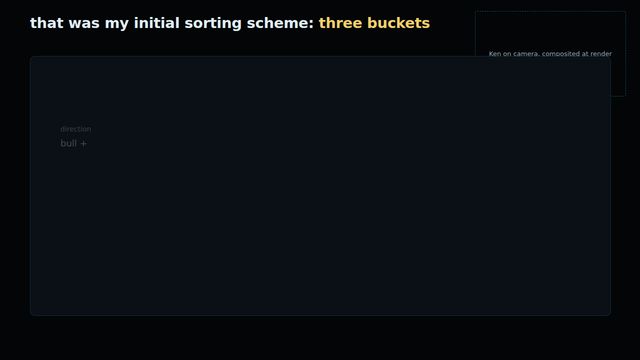 that was my initial sorting scheme: three buckets
Ken on camera, composited at render
direction
bull +